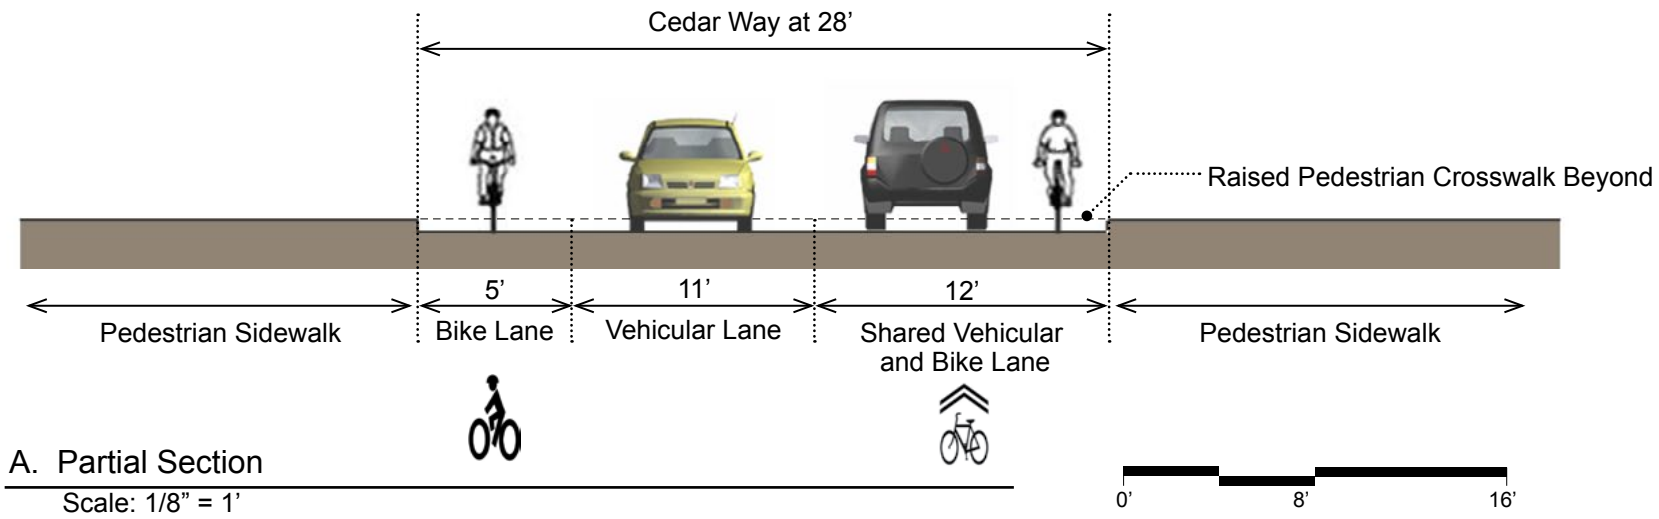 Cedar Way at 28’
Raised Pedestrian Crosswalk Beyond
5’
11’
12’
Pedestrian Sidewalk
Bike Lane
Vehicular Lane
Shared Vehicular
and Bike Lane
Pedestrian Sidewalk
A. Partial Section
Scale: 1/8” = 1’
0’
8’
16’